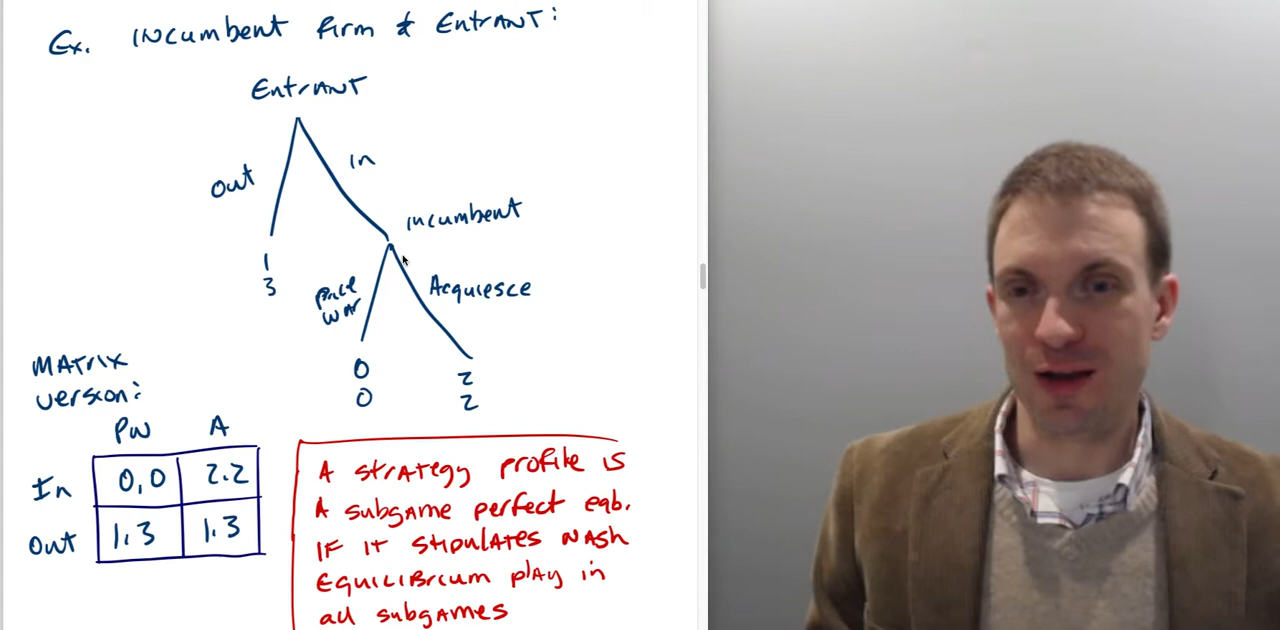 Ex. Incumbent Firm & Entrant:
Entrant
Out
In
Incumbent
1
3
Price
War
Acquiesce
0
0
2
2
Matrix
version:
PW A
In 0,0 2.2
Out 1.3 1.3
A strategy profile is
A subgame perfect eqb.
IF it stipulates Nash
Equilibrium play in
all subgames